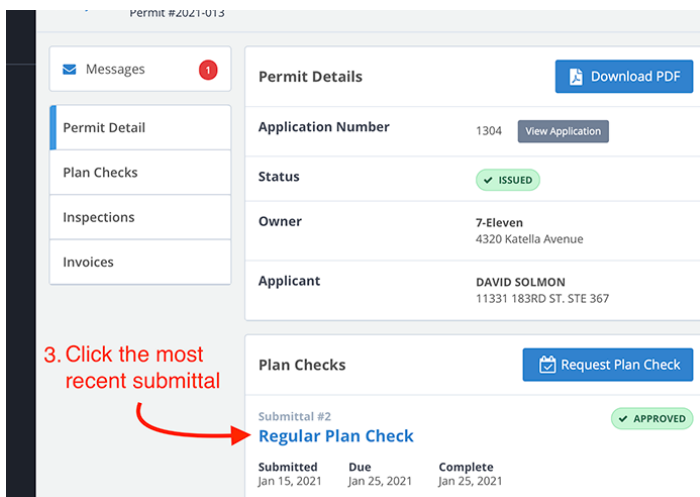 Permit #2021-013
Messages
1
Permit Detail
Plan Checks
Inspections
Invoices
Permit Details
Download PDF
Application Number
1304
View Application
Status
ISSUED
Owner
7-Eleven
4320 Katella Avenue
Applicant
DAVID SOLMON
11331 183RD ST. STE 367
3. Click the most
recent submittal
Plan Checks
Request Plan Check
Submittal #2
APPROVED
Regular Plan Check
Submitted Due Complete
Jan 15, 2021 Jan 25, 2021 Jan 25, 2021